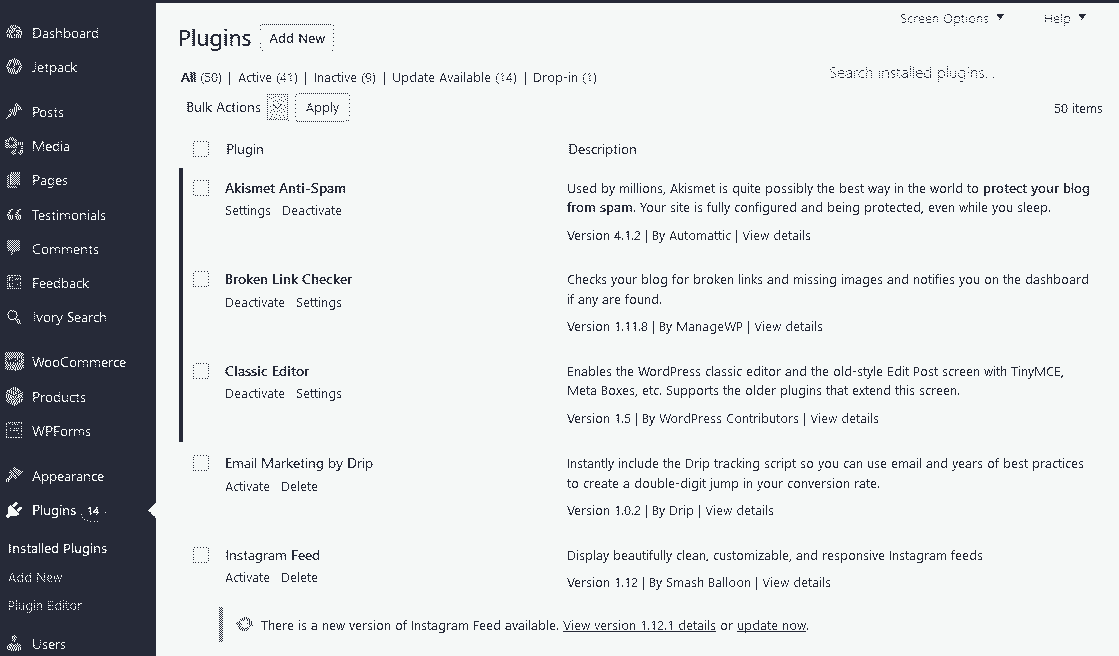 Dashboard
Jetpack
Posts
Media
Pages
Testimonials
Comments
Feedback
Ivory Search
WooCommerce
Products
WPForms
Appearance
Plugins 14
Installed Plugins
Add New
Plugin Editor
Users
Screen Options ▼ Help ▼
Plugins Add New
All (50) | Active (41) | Inactive (9) | Update Available (14) | Drop-in (1)
Search installed plugins...
Bulk Actions Apply
50 items
Plugin Description
Akismet Anti-Spam
Settings Deactivate
Used by millions, Akismet is quite possibly the best way in the world to protect your blog
from spam. Your site is fully configured and being protected, even while you sleep.
Version 4.1.2 | By Automattic | View details
Broken Link Checker
Deactivate Settings
Checks your blog for broken links and missing images and notifies you on the dashboard
if any are found.
Version 1.11.8 | By ManageWP | View details
Classic Editor
Deactivate Settings
Enables the WordPress classic editor and the old-style Edit Post screen with TinyMCE,
Meta Boxes, etc. Supports the older plugins that extend this screen.
Version 1.5 | By WordPress Contributors | View details
Email Marketing by Drip
Activate Delete
Instantly include the Drip tracking script so you can use email and years of best practices
to create a double-digit jump in your conversion rate.
Version 1.0.2 | By Drip | View details
Instagram Feed
Activate Delete
Display beautifully clean, customizable, and responsive Instagram feeds
Version 1.12 | By Smash Balloon | View details
There is a new version of Instagram Feed available. View version 1.12.1 details or update now.